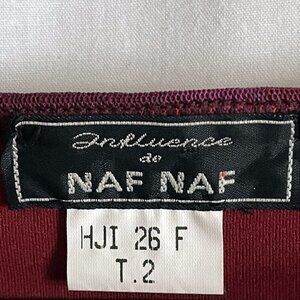 Influence
de
NAF NAF
HJI 26 F
T.2